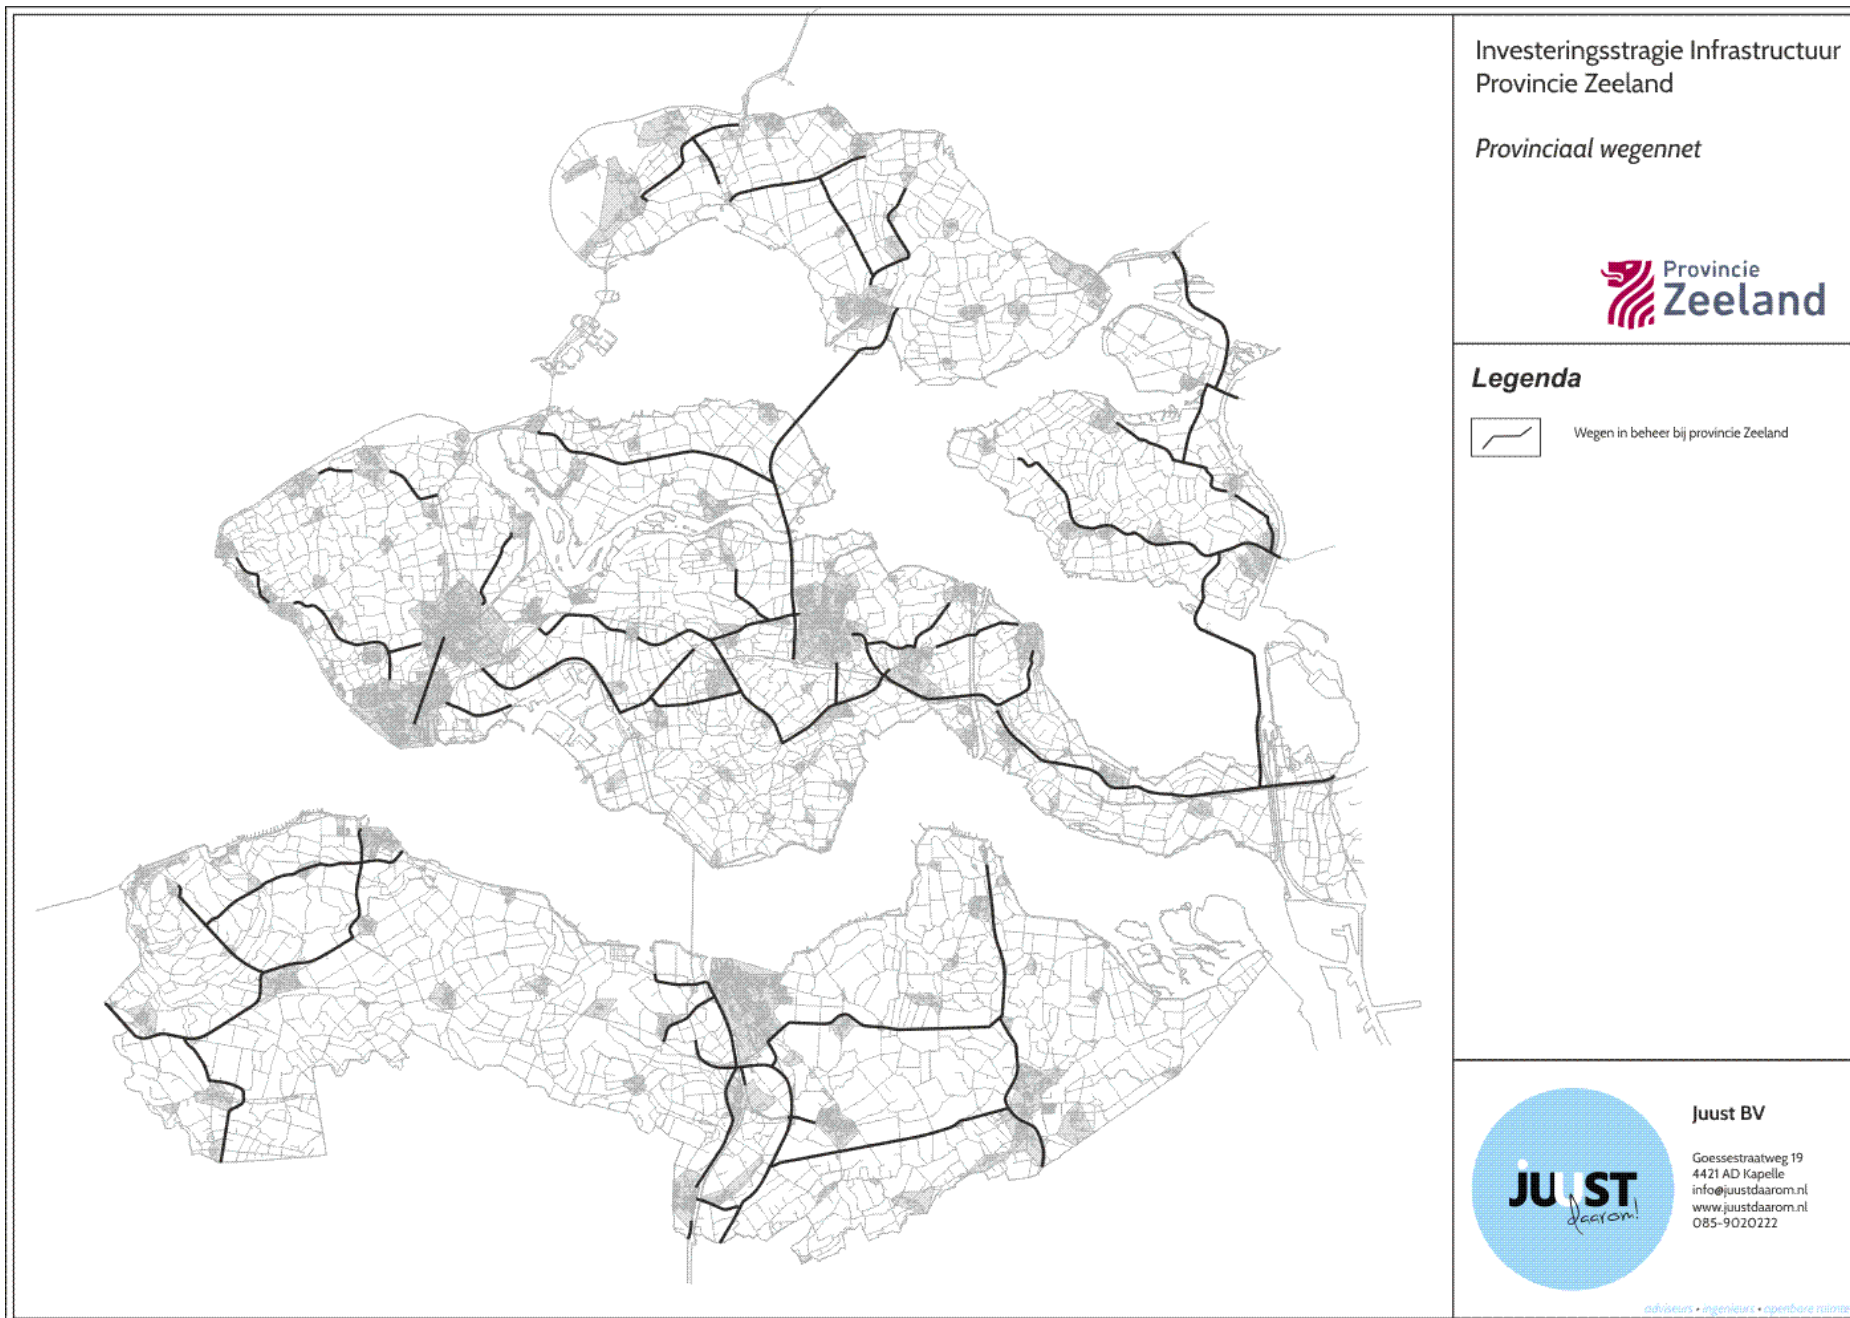 Investeringsstragie Infrastructuur
Provincie Zeeland
Provinciaal wegennet
Provincie
Zeeland
Legenda
Wegen in beheer bij provincie Zeeland
Juust BV
Goessestraatweg 19
4421 AD Kapelle
info@juustdaarom.nl
www.juustdaarom.nl
085-9020222
JUUST
daarom!
adviseurs • ingenieurs • openbare ruimte